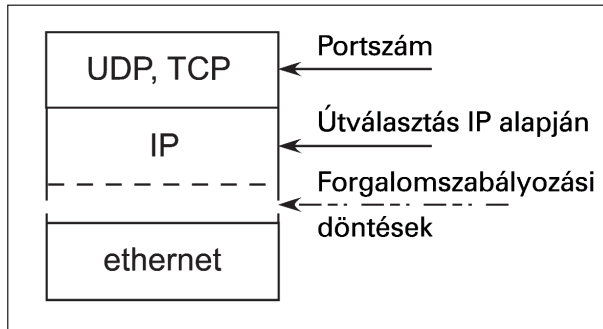 UDP, TCP
Portszám
IP
Útválasztás IP alapján
Forgalomszabályozási
döntések
ethernet